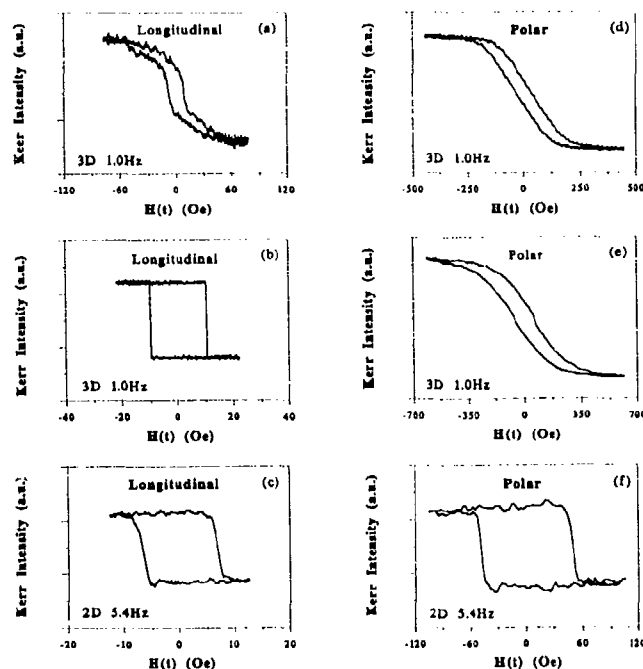 Longitudinal (a)
Keer Intensity (a.u.)
3D 1.0Hz
-120 -60 0 60 120
H(t) (Oe)
Polar (d)
Kerr Intensity (a.u.)
3D 1.0Hz
-500 -250 0 250 500
H(t) (Oe)
Longitudinal (b)
Kerr Intensity (a.u.)
3D 1.0Hz
-40 -20 0 20 40
H(t) (Oe)
Polar (e)
Kerr Intensity (a.u.)
3D 1.0Hz
-700 -350 0 350 700
H(t) (Oe)
Longitudinal (c)
Kerr Intensity (a.u.)
2D 5.4Hz
-20 -10 0 10 20
H(t) (Oe)
Polar (f)
Kerr Intensity (a.u.)
2D 5.4Hz
-120 -60 0 60 120
H(t) (Oe)